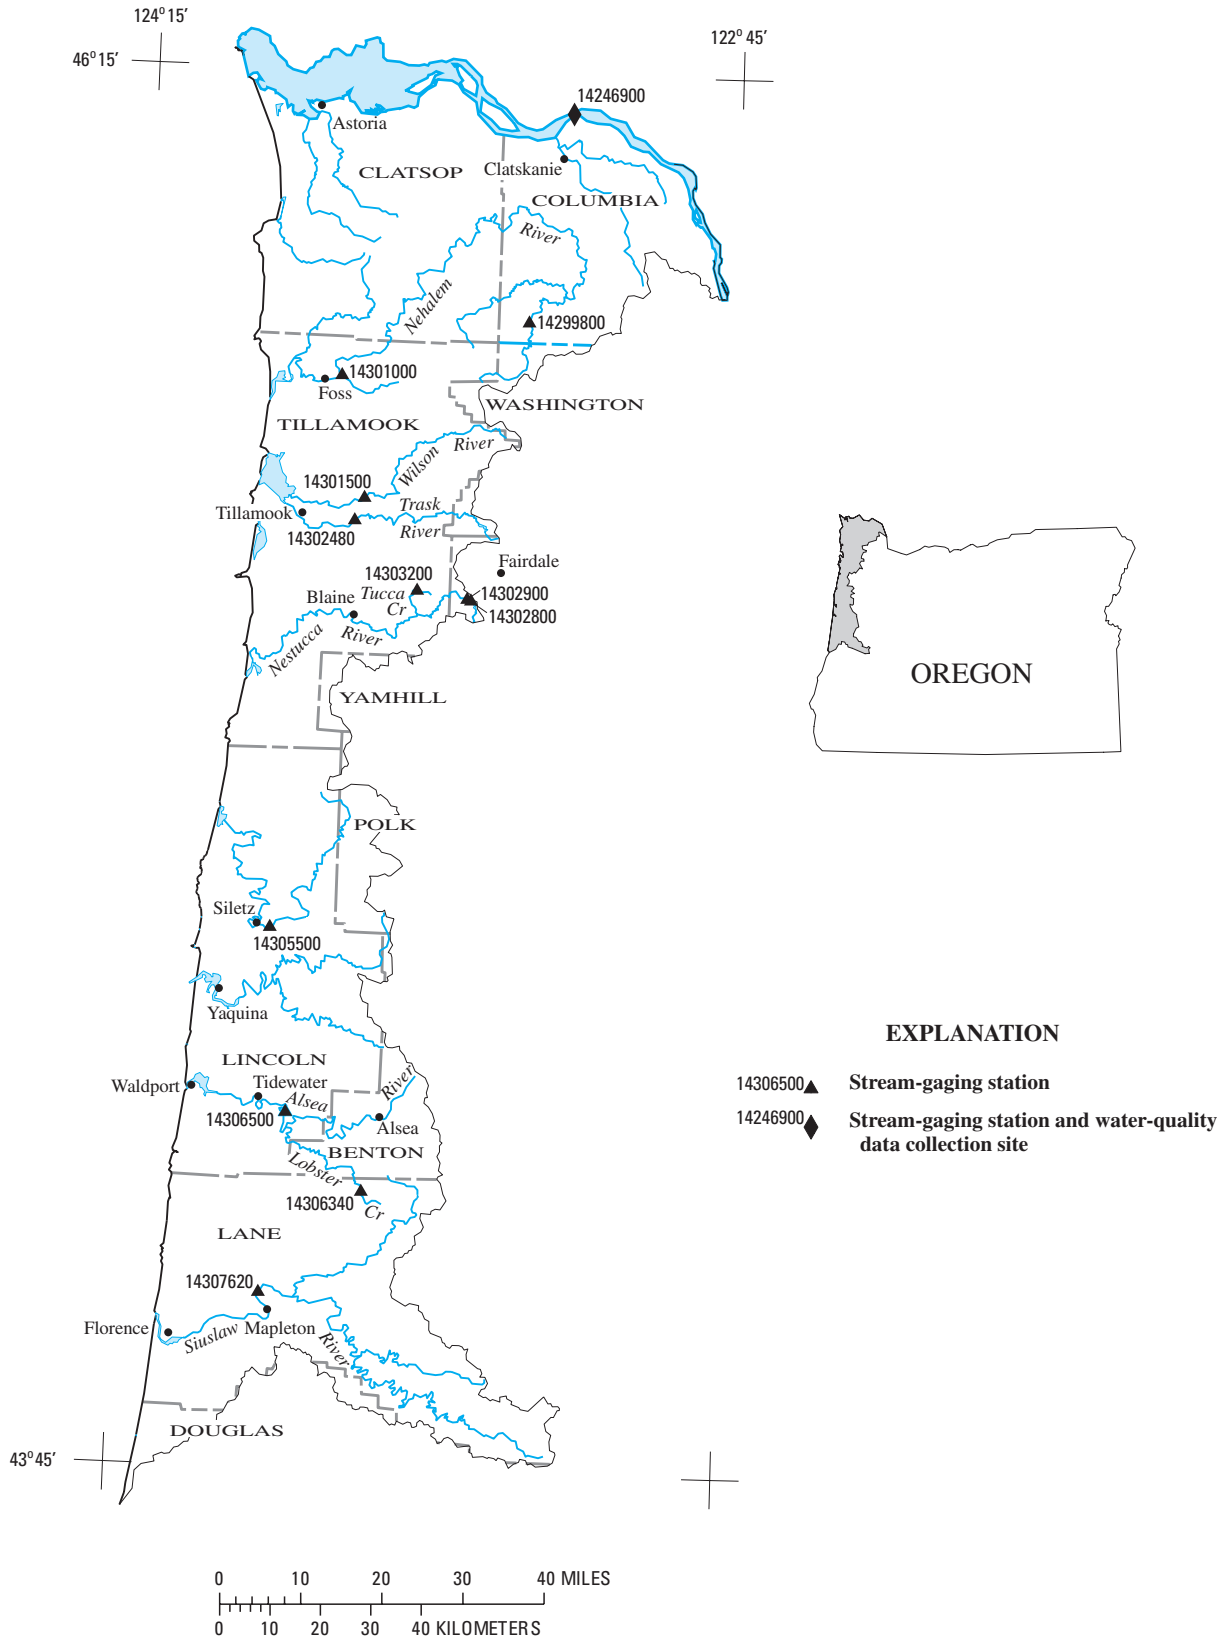 124°15'
122°45'
46°15'
14246900
Astoria
Clatskanie
CLATSOP
COLUMBIA
River
Nehalem
14299800
14301000
Foss
WASHINGTON
TILLAMOOK
River
Wilson
14301500
Trask
Tillamook
River
14302480
Fairdale
14303200
Tucca
Cr
14302900
Blaine
14302800
River
Nestucca
OREGON
YAMHILL
POLK
Siletz
14305500
Yaquina
EXPLANATION
LINCOLN
Waldport
Tidewater
River
Alsea
14306500
Alsea
14306500 Stream-gaging station
14246900 Stream-gaging station and water-quality
data collection site
BENTON
Lobster
14306340
Cr
LANE
14307620
Florence
Siuslaw
Mapleton
River
DOUGLAS
43°45'
0 10 20 30 40 MILES
0 10 20 30 40 KILOMETERS